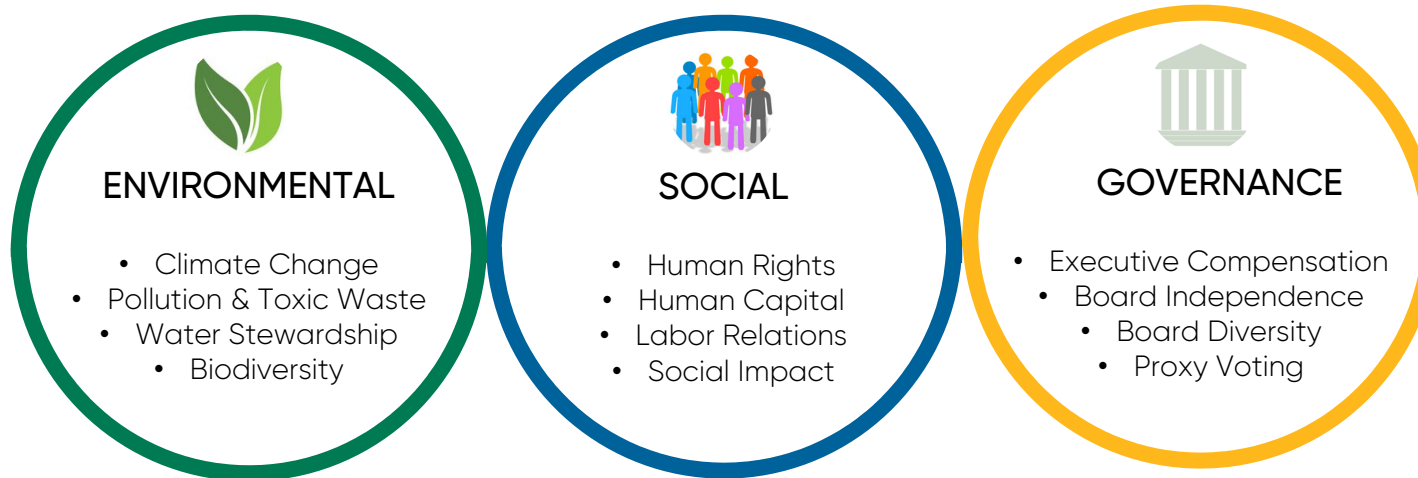 ENVIRONMENTAL
• Climate Change
• Pollution & Toxic Waste
• Water Stewardship
• Biodiversity
SOCIAL
• Human Rights
• Human Capital
• Labor Relations
• Social Impact
GOVERNANCE
• Executive Compensation
• Board Independence
• Board Diversity
• Proxy Voting